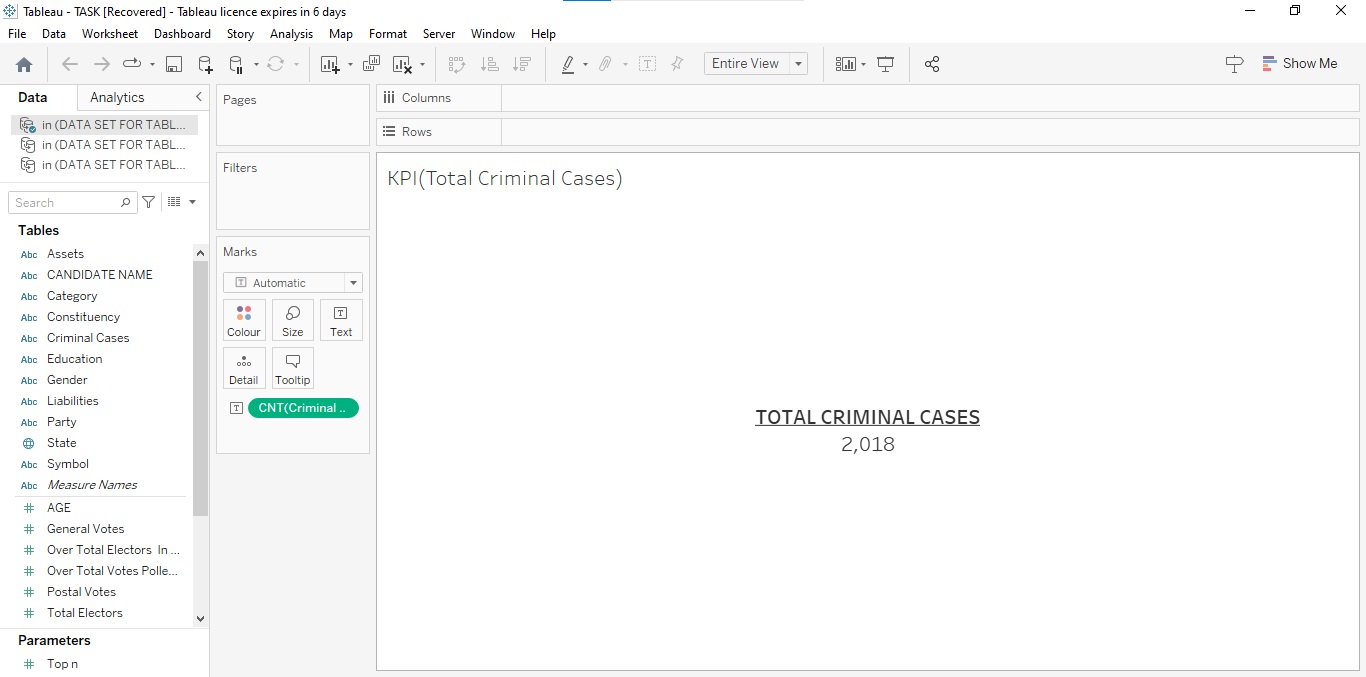 Tableau - TASK [Recovered] - Tableau licence expires in 6 days
File Data Worksheet Dashboard Story Analysis Map Format Server Window Help
Entire View
Show Me
Data Analytics
in (DATA SET FOR TABL...
in (DATA SET FOR TABL...
in (DATA SET FOR TABL...
Search
Tables
Abc Assets
Abc CANDIDATE NAME
Abc Category
Abc Constituency
Abc Criminal Cases
Abc Education
Abc Gender
Abc Liabilities
Abc Party
State
Abc Symbol
Abc Measure Names
# AGE
# General Votes
# Over Total Electors In ...
# Over Total Votes Polle...
# Postal Votes
# Total Electors
Parameters
# Top n
Pages
Filters
Marks
T Automatic
Colour Size Text
Detail Tooltip
T CNT(Criminal ..
Columns
Rows
KPI(Total Criminal Cases)
TOTAL CRIMINAL CASES
2,018